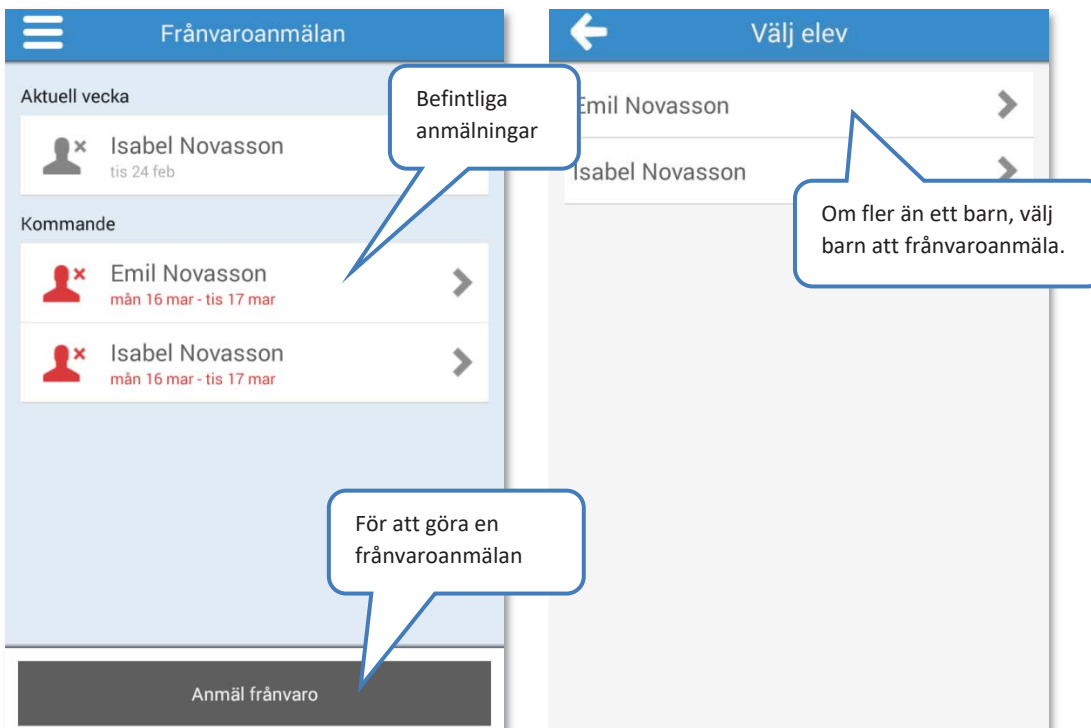 Frånvaroanmälan
Aktuell vecka
Isabel Novasson
tis 24 feb
Befintliga
anmälningar
Kommande
Emil Novasson
mån 16 mar - tis 17 mar
Isabel Novasson
mån 16 mar - tis 17 mar
För att göra en
frånvaroanmälan
Anmäl frånvaro
Välj elev
Emil Novasson
Isabel Novasson
Om fler än ett barn, välj
barn att frånvaroanmäla.